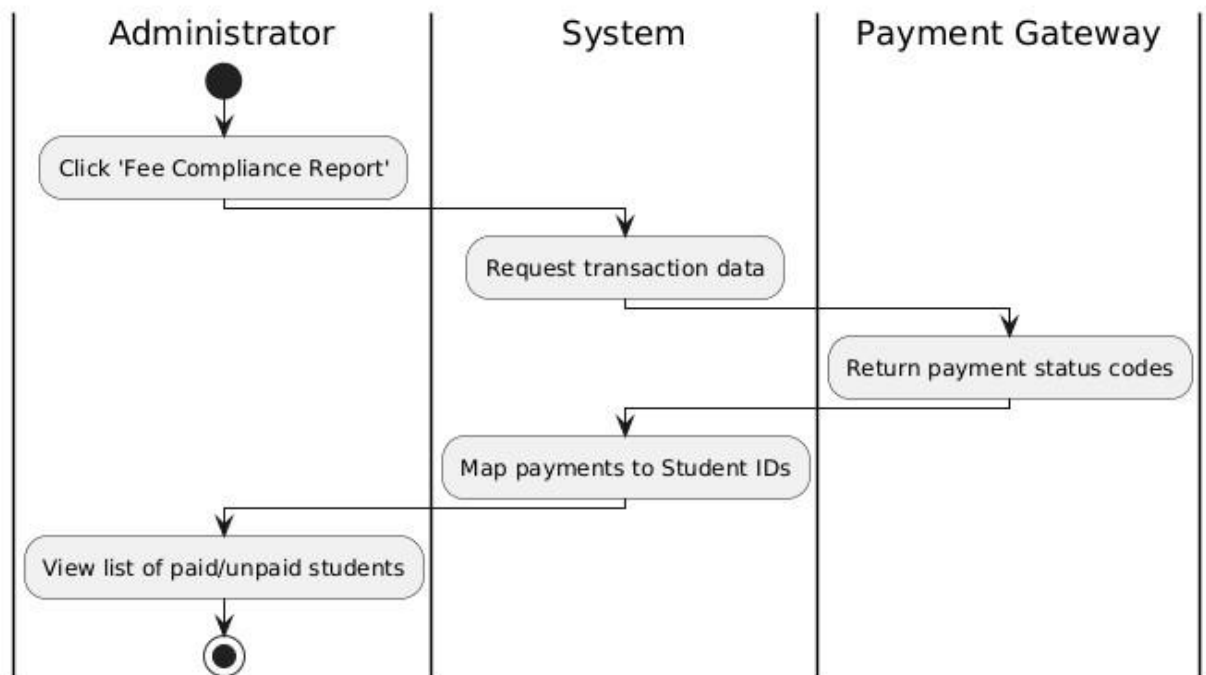 Administrator
System
Payment Gateway
Click 'Fee Compliance Report'
Request transaction data
Return payment status codes
Map payments to Student IDs
View list of paid/unpaid students